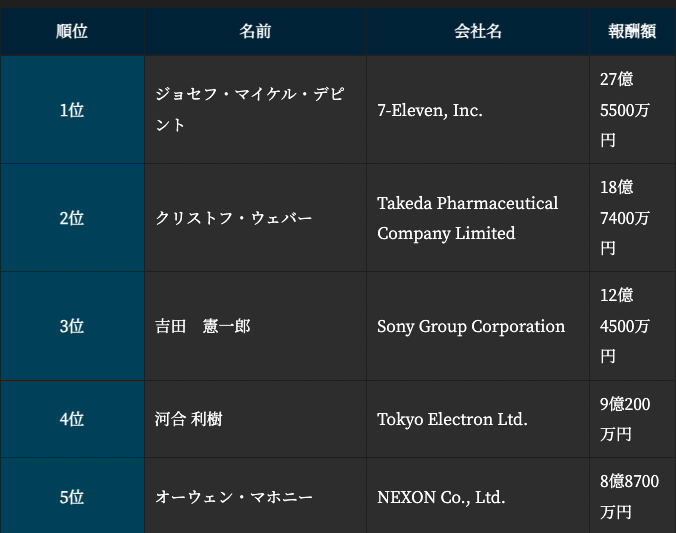 順位 名前 会社名 報酬額
1位
ジョセフ・マイケル・デピ
ント
7-Eleven, Inc.
27億
5500万
円
2位
クリストフ・ウェバー
Takeda Pharmaceutical
Company Limited
18億
7400万
円
3位
吉田　憲一郎
Sony Group Corporation
12億
4500万
円
4位
河合 利樹
Tokyo Electron Ltd.
9億200
万円
5位
オーウェン・マホニー
NEXON Co., Ltd.
8億8700
万円